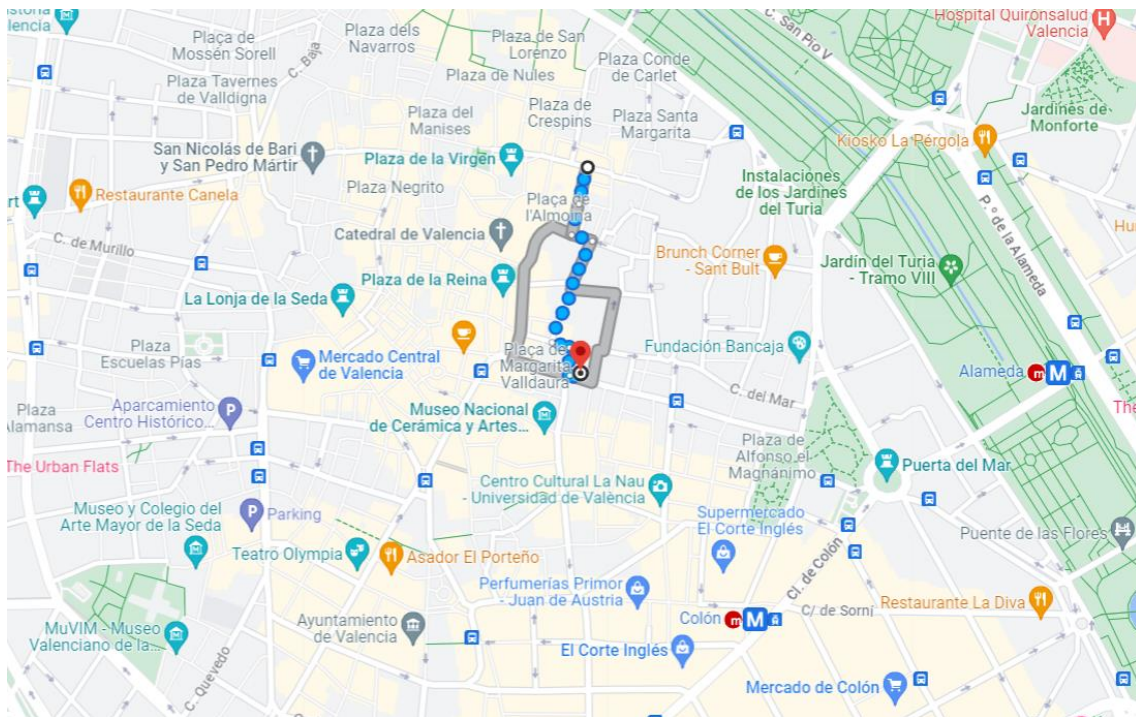 lencia
Plaça de
Mossén Sorell
C. Baja
Plaza dels
Navarros
Plaza de San
Lorenzo
C. San Pío V
Hospital Quironsalud
Valencia
H
Plaza Tavernes
de Valldigna
Plaza de Nules
Plaza Conde
de Carlet
Plaza del
Manises
Plaza de
Crespins
Plaza Santa
Margarita
Jardines de
Monforte
Kiosko La Pérgola
San Nicolás de Bari
y San Pedro Mártir
Plaza de la Virgen
Instalaciones
de los Jardines
del Turia
Restaurante Canela
Plaza Negrito
Plaça de
l'Almoina
P.º de la Alameda
C. de Murillo
Catedral de Valencia
Brunch Corner
- Sant Bult
Jardín del Turia
- Tramo VIII
Plaza de la Reina
La Lonja de la Seda
Plaza
Escuelas Pías
Mercado Central
de Valencia
Plaça de
Margarita
Valldaura
Fundación Bancaja
Alameda
m
M
C. del Mar
Plaza
Alamansa
Aparcamiento
Centro Histórico...
P
Museo Nacional
de Cerámica y Artes...
Plaza de
Alfonso el
Magnánimo
Puerta del Mar
The Urban Flats
Centro Cultural La Nau
- Universidad de València
Museo y Colegio del
Arte Mayor de la Seda
P
Parking
Supermercado
El Corte Inglés
Puente de las Flores
Teatro Olympia
Asador El Porteño
Cl. de Colón
Perfumerías Primor
- Juan de Austria
C/ de Sorní
Restaurante La Diva
Ayuntamiento
de Valencia
Colón
m
M
MuVIM - Museo
Valenciano de la...
El Corte Inglés
C. Quevedo
Mercado de Colón